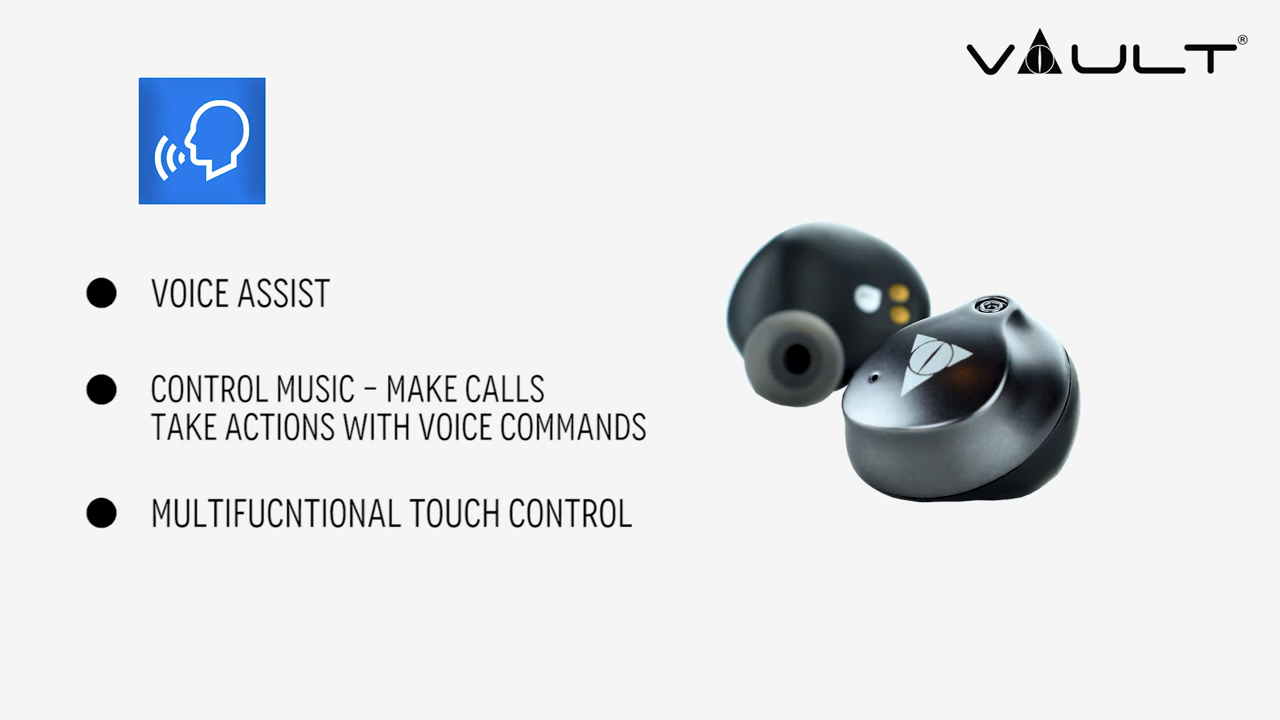 VAULT®
VOICE ASSIST
CONTROL MUSIC - MAKE CALLS
TAKE ACTIONS WITH VOICE COMMANDS
MULTIFUCNTIONAL TOUCH CONTROL